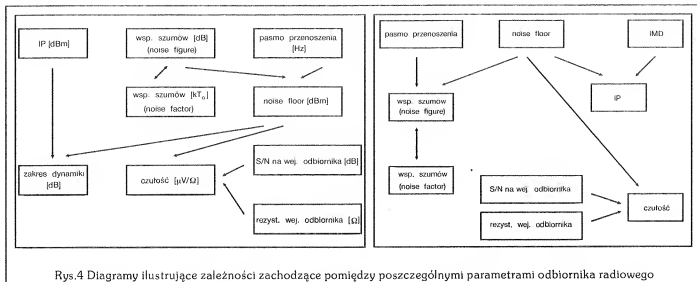 IP [dBm]
wsp. szumów [dB]
(noise figure)
pasmo przenoszenia
[Hz]
wsp. szumów [kTo]
(noise factor)
noise floor [dBm]
zakres dynamiki
[dB]
czułość [μV/Ω]
S/N na wej. odbiornika [dB]
rezyst. wej. odbiornika [Ω]
pasmo przenoszenia
noise floor
IMD
wsp. szumów
(noise figure)
IP
wsp. szumów
(noise factor)
S/N na wej. odbiornika
rezyst. wej. odbiornika
czułość
Rys.4 Diagramy ilustrujące zależności zachodzące pomiędzy poszczególnymi parametrami odbiornika radiowego